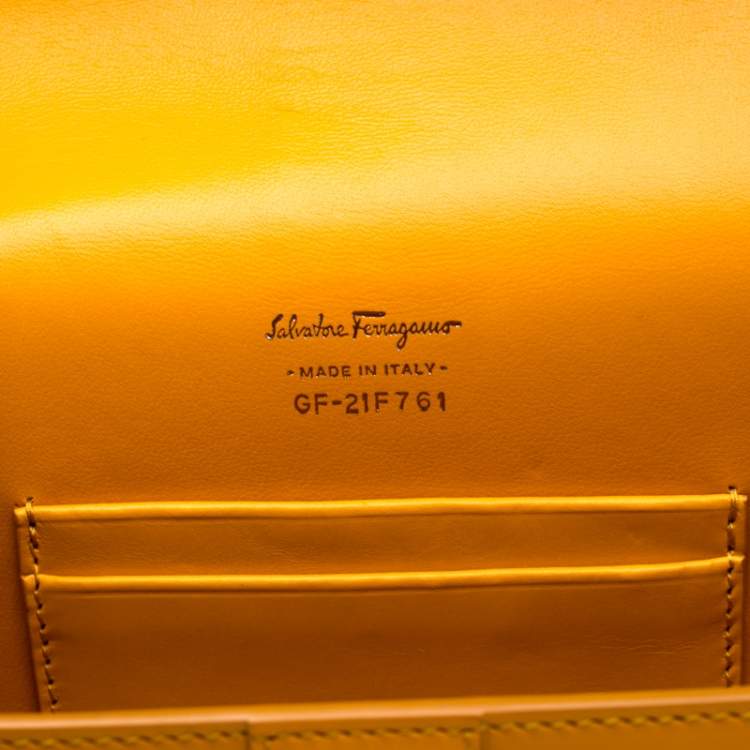 Salvatore Ferragamo
- MADE IN ITALY -
GF-21F761